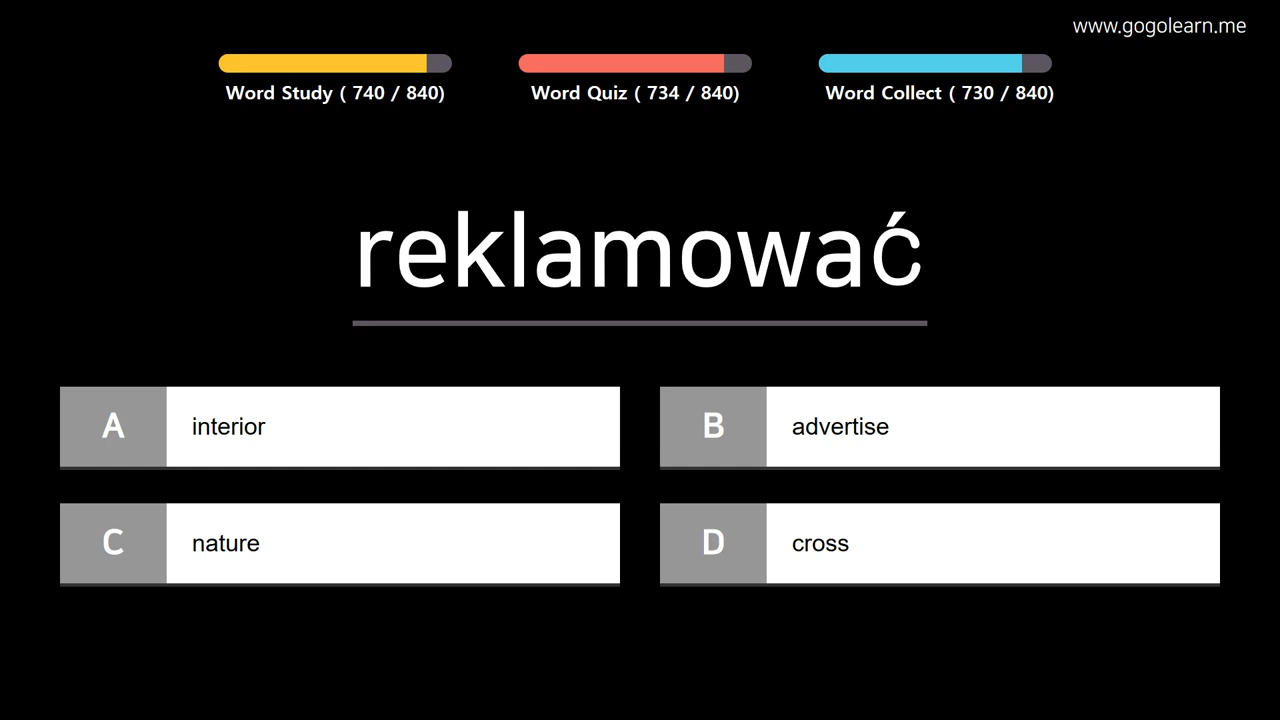 www.gogolearn.me
Word Study ( 740 / 840)
Word Quiz ( 734 / 840)
Word Collect ( 730 / 840)
reklamować
A interior
B advertise
C nature
D cross